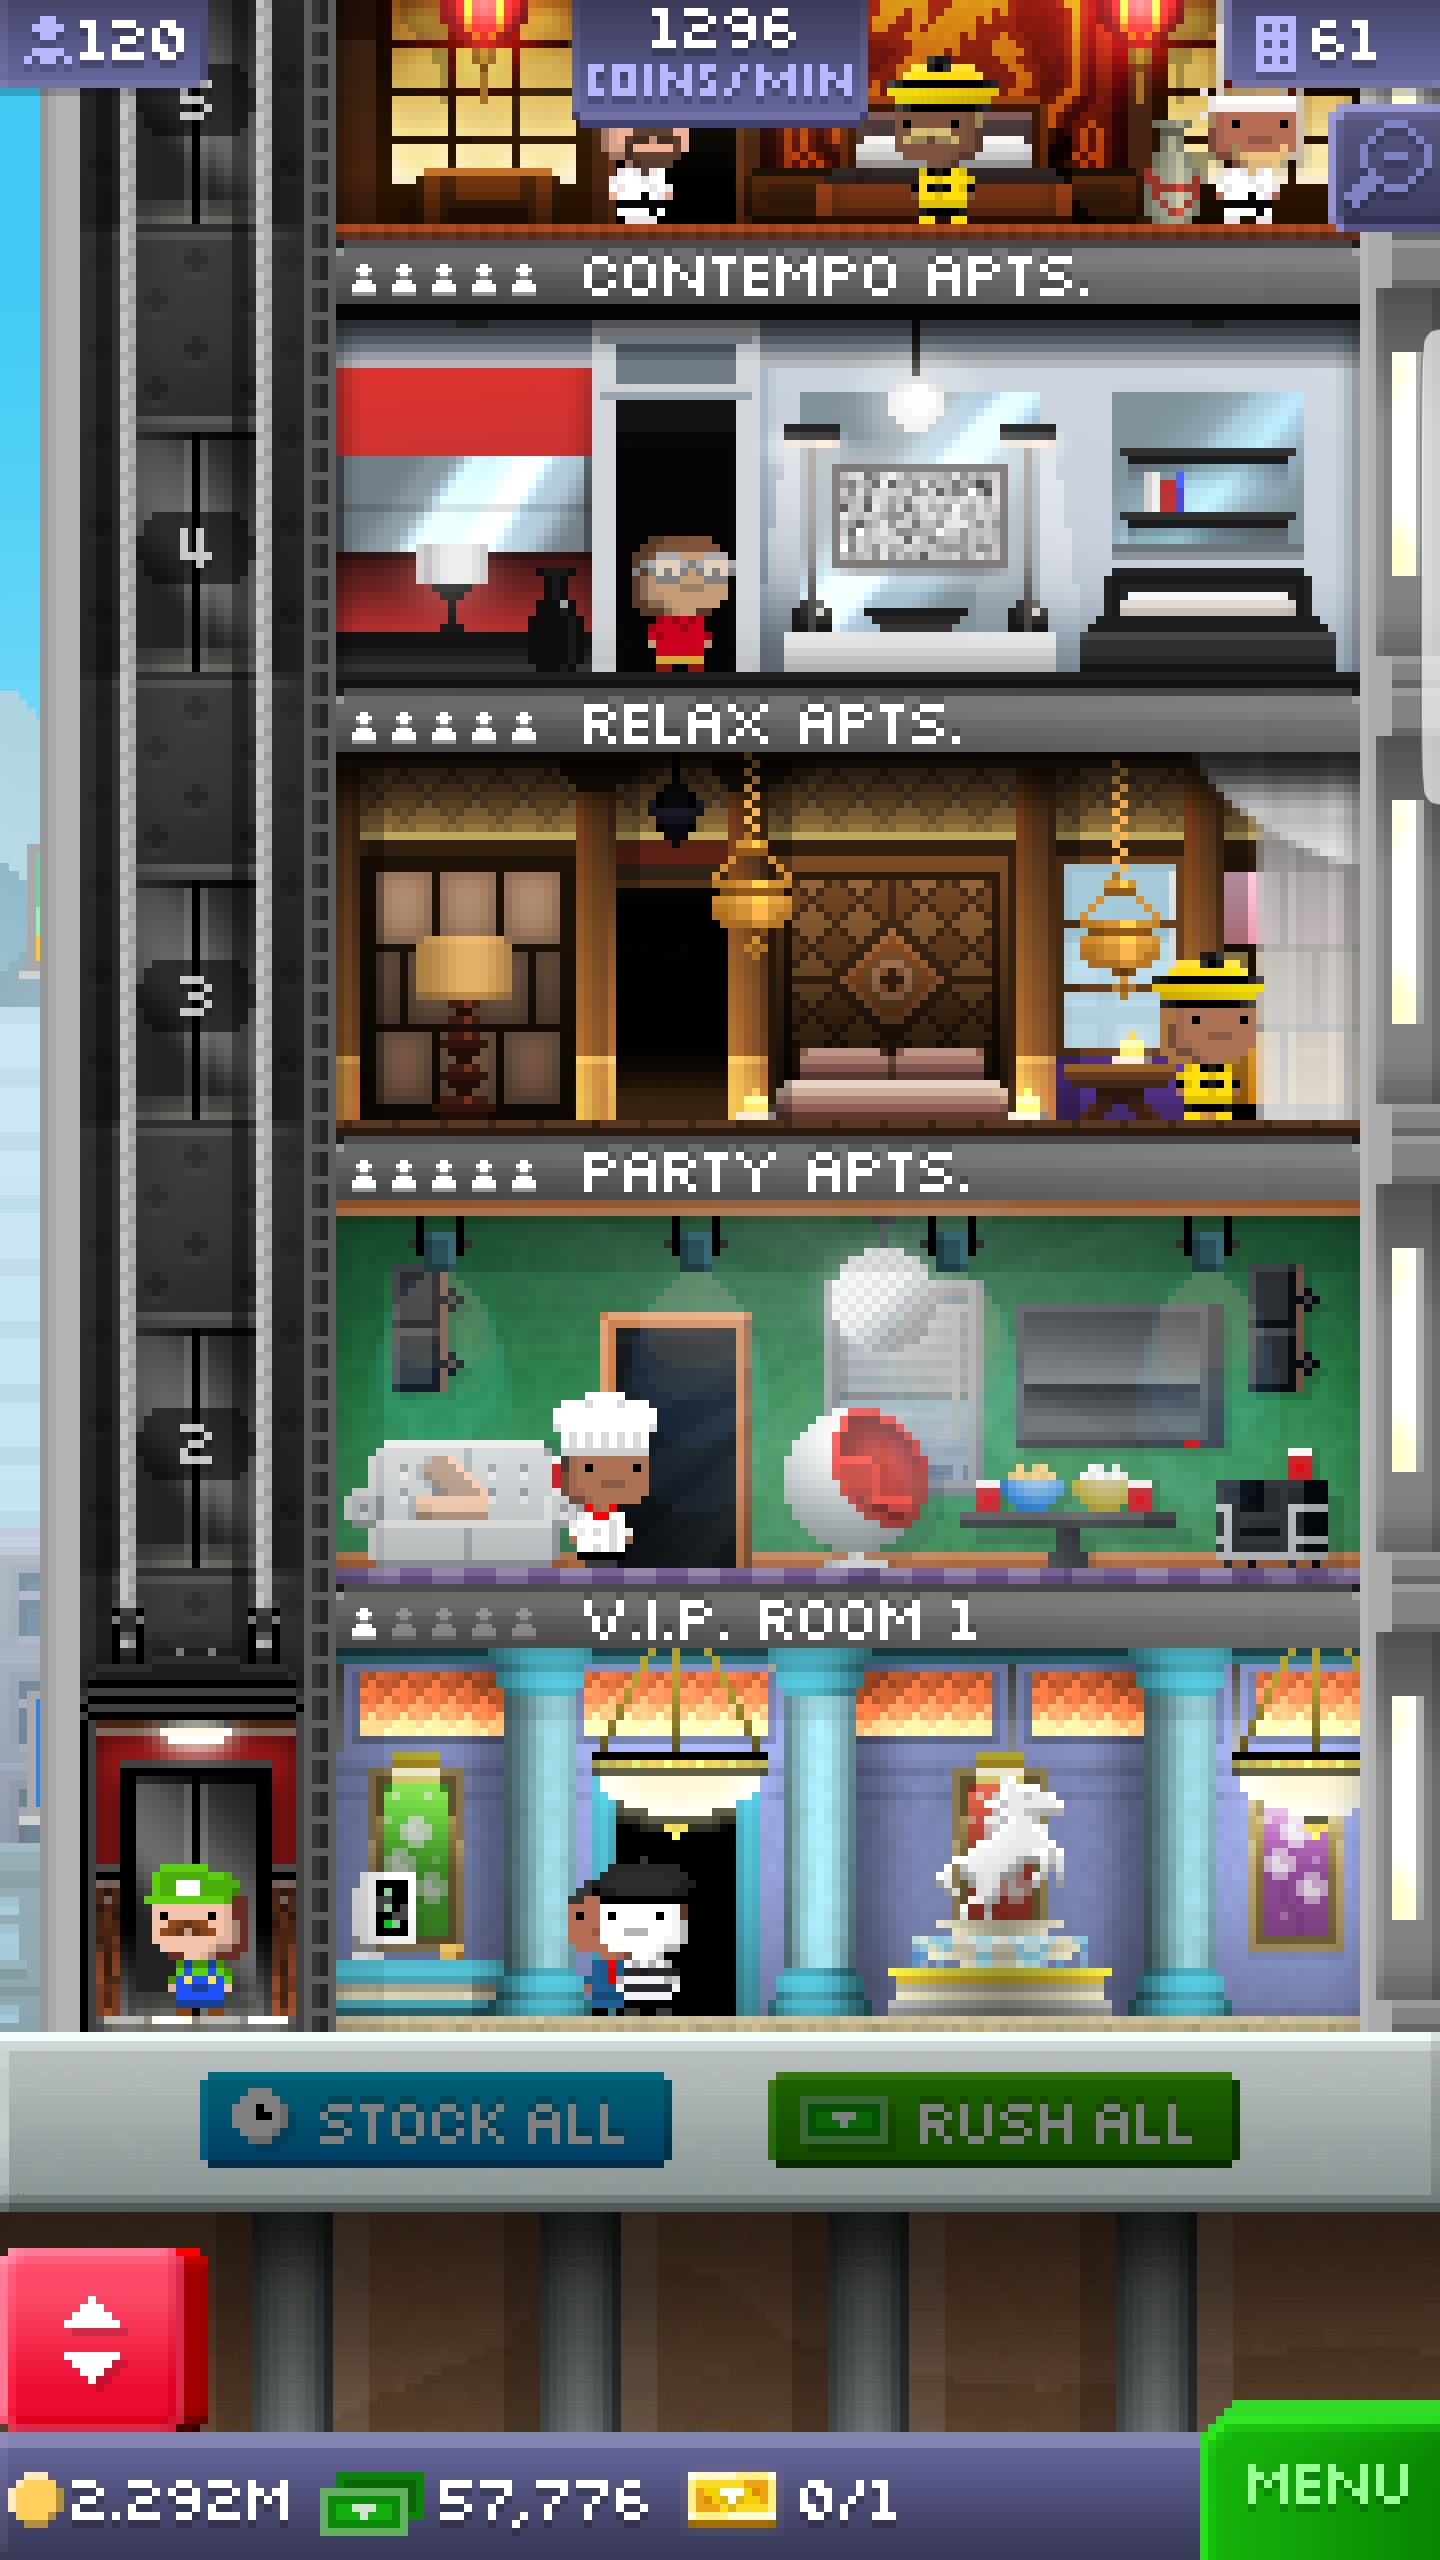 120
1296
COINS/MIN
61
5
CONTEMPO APTS.
4
RELAX APTS.
3
PARTY APTS.
2
V.I.P. ROOM 1
STOCK ALL
RUSH ALL
2.292M
57,776
0/1
MENU